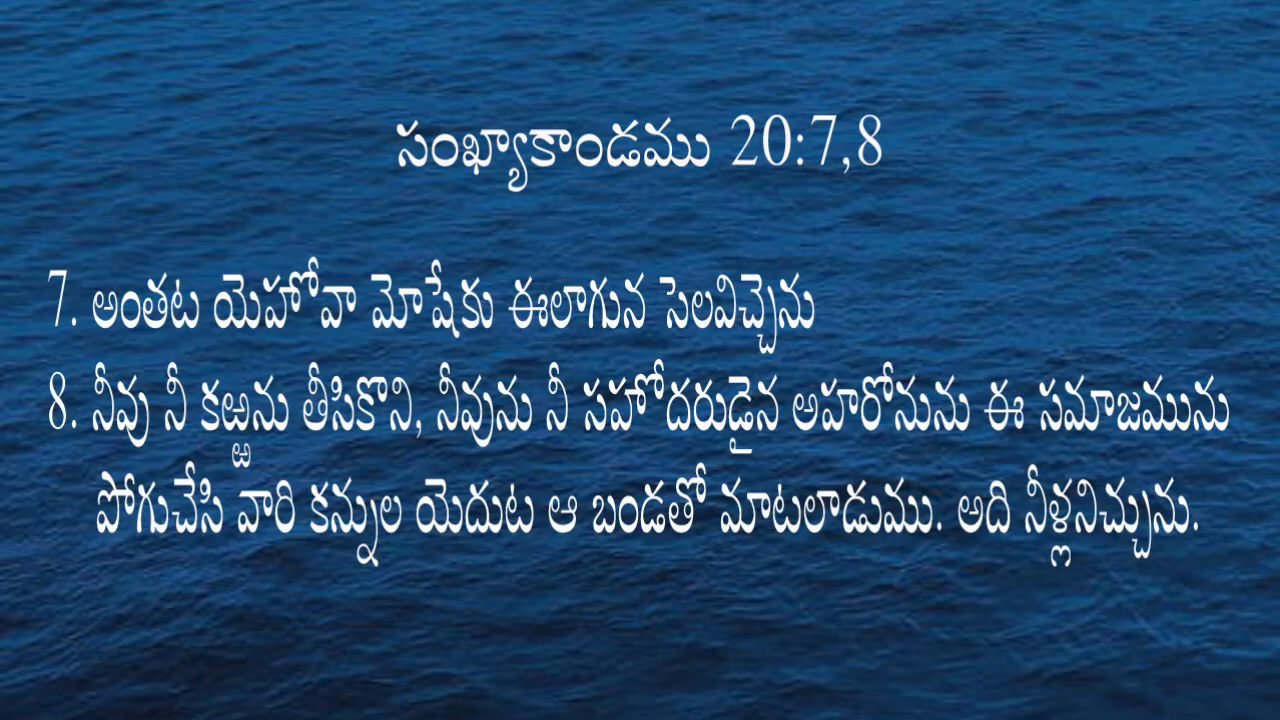 సంఖ్యాకాండము 20:7,8
7. అంతట యెహోవా మోషేకు ఈలాగున సెలవిచ్చెను
8. నీవు నీ కఱ్ఱను తీసికొని, నీవును నీ సహోదరుడైన అహరోనును ఈ సమాజమును
పోగుచేసి వారి కన్నుల యెదుట ఆ బండతో మాటలాడుము. అది నీళ్లనిచ్చును.